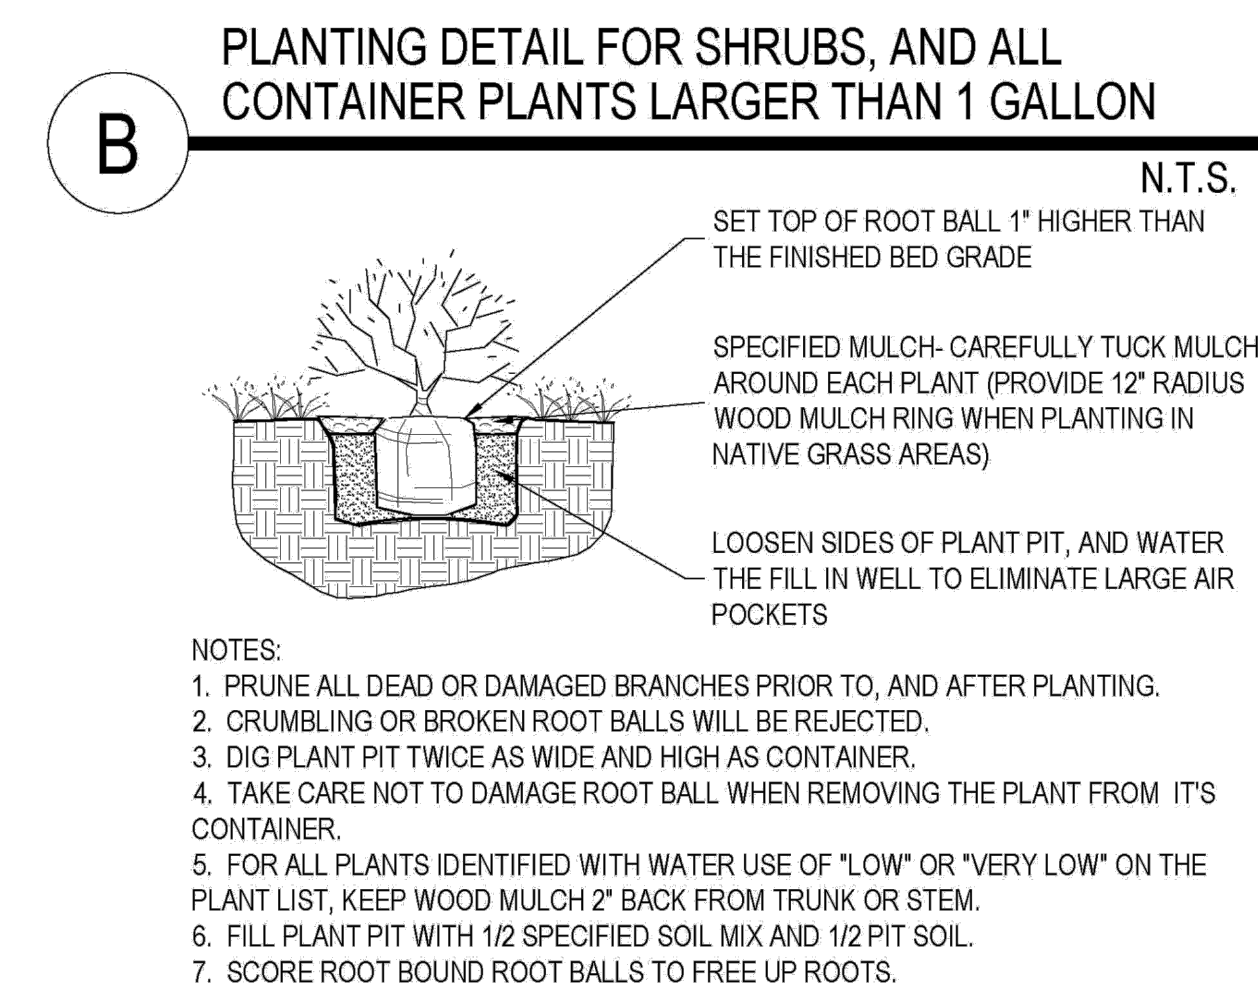 PLANTING DETAIL FOR SHRUBS, AND ALL
CONTAINER PLANTS LARGER THAN 1 GALLON
B
N.T.S.
SET TOP OF ROOT BALL 1" HIGHER THAN
THE FINISHED BED GRADE
SPECIFIED MULCH- CAREFULLY TUCK MULCH
AROUND EACH PLANT (PROVIDE 12" RADIUS
WOOD MULCH RING WHEN PLANTING IN
NATIVE GRASS AREAS)
LOOSEN SIDES OF PLANT PIT, AND WATER
THE FILL IN WELL TO ELIMINATE LARGE AIR
POCKETS
NOTES:
1. PRUNE ALL DEAD OR DAMAGED BRANCHES PRIOR TO, AND AFTER PLANTING.
2. CRUMBLING OR BROKEN ROOT BALLS WILL BE REJECTED.
3. DIG PLANT PIT TWICE AS WIDE AND HIGH AS CONTAINER.
4. TAKE CARE NOT TO DAMAGE ROOT BALL WHEN REMOVING THE PLANT FROM IT'S
CONTAINER.
5. FOR ALL PLANTS IDENTIFIED WITH WATER USE OF "LOW" OR "VERY LOW" ON THE
PLANT LIST, KEEP WOOD MULCH 2" BACK FROM TRUNK OR STEM.
6. FILL PLANT PIT WITH 1/2 SPECIFIED SOIL MIX AND 1/2 PIT SOIL.
7. SCORE ROOT BOUND ROOT BALLS TO FREE UP ROOTS.